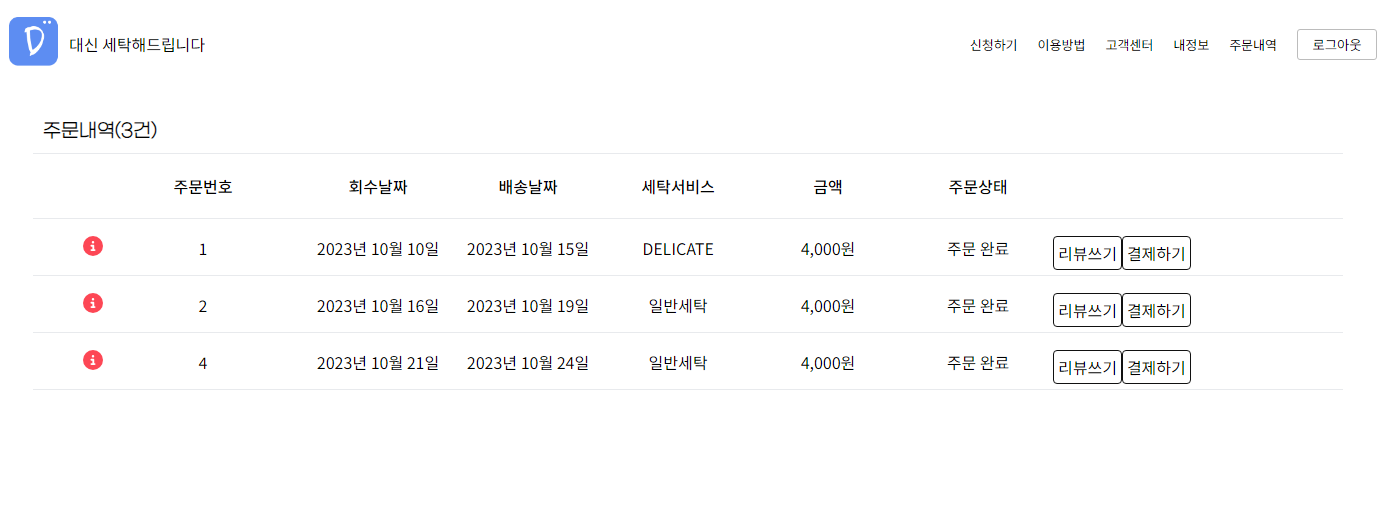 D 대신 세탁해드립니다 신청하기 이용방법 고객센터 내정보 주문내역 로그아웃
주문내역(3건)
주문번호 회수날짜 배송날짜 세탁서비스 금액 주문상태
1 2023년 10월 10일 2023년 10월 15일 DELICATE 4,000원 주문 완료 리뷰쓰기 결제하기
2 2023년 10월 16일 2023년 10월 19일 일반세탁 4,000원 주문 완료 리뷰쓰기 결제하기
4 2023년 10월 21일 2023년 10월 24일 일반세탁 4,000원 주문 완료 리뷰쓰기 결제하기